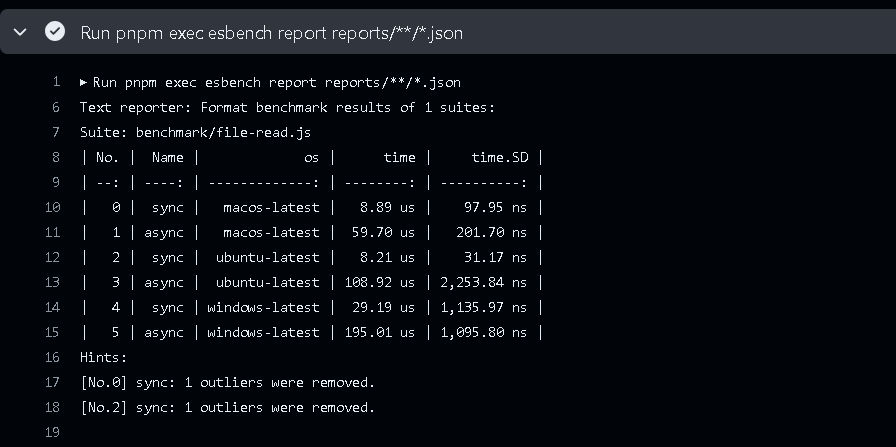 Run pnpm exec esbench report reports/**/*.json
1 ▶ Run pnpm exec esbench report reports/**/*.json
6 Text reporter: Format benchmark results of 1 suites:
7 Suite: benchmark/file-read.js
8 | No. |  Name |             os |      time |     time.SD |
9 | --: | ----: | -------------: | --------: | ----------: |
10 |   0 |  sync |   macos-latest |   8.89 us |    97.95 ns |
11 |   1 | async |   macos-latest |  59.70 us |   201.70 ns |
12 |   2 |  sync |  ubuntu-latest |   8.21 us |    31.17 ns |
13 |   3 | async |  ubuntu-latest | 108.92 us | 2,253.84 ns |
14 |   4 |  sync | windows-latest |  29.19 us | 1,135.97 ns |
15 |   5 | async | windows-latest | 195.01 us | 1,095.80 ns |
16 Hints:
17 [No.0] sync: 1 outliers were removed.
18 [No.2] sync: 1 outliers were removed.
19